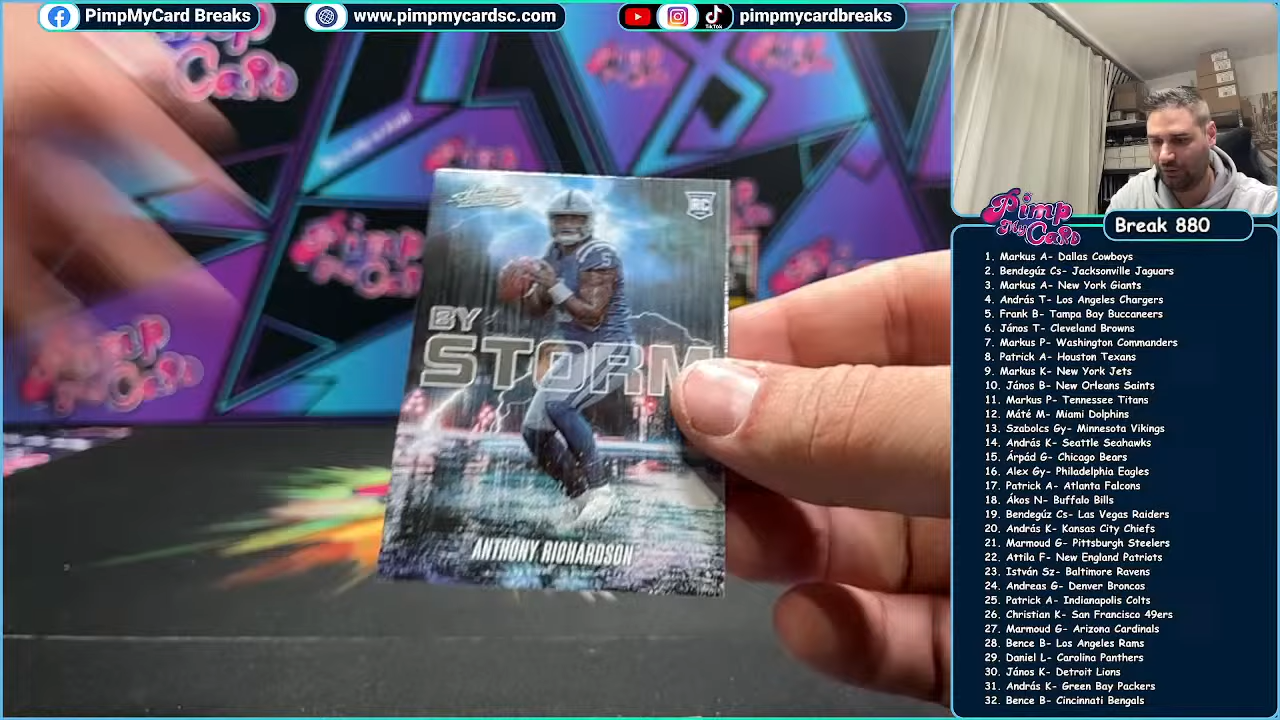 PimpMyCard Breaks
www.pimpmycardsc.com
TikTok
pimpmycardbreaks
Pimp
My Card
Break 880
1. Markus A- Dallas Cowboys
2. Bendegúz Cs- Jacksonville Jaguars
3. Markus A- New York Giants
4. András T- Los Angeles Chargers
5. Frank B- Tampa Bay Buccaneers
6. János T- Cleveland Browns
7. Markus P- Washington Commanders
8. Patrick A- Houston Texans
9. Markus K- New York Jets
10. János B- New Orleans Saints
11. Markus P- Tennessee Titans
12. Máté M- Miami Dolphins
13. Szabolcs Gy- Minnesota Vikings
14. András K- Seattle Seahawks
15. Árpád G- Chicago Bears
16. Alex Gy- Philadelphia Eagles
17. Patrick A- Atlanta Falcons
18. Ákos N- Buffalo Bills
19. Bendegúz Cs- Las Vegas Raiders
20. András K- Kansas City Chiefs
21. Marmoud G- Pittsburgh Steelers
22. Attila F- New England Patriots
23. István Sz- Baltimore Ravens
24. Andreas G- Denver Broncos
25. Patrick A- Indianapolis Colts
26. Christian K- San Francisco 49ers
27. Marmoud G- Arizona Cardinals
28. Bence B- Los Angeles Rams
29. Daniel L- Carolina Panthers
30. János K- Detroit Lions
31. András K- Green Bay Packers
32. Bence B- Cincinnati Bengals
RC
5
BY
STORM
ANTHONY RICHARDSON